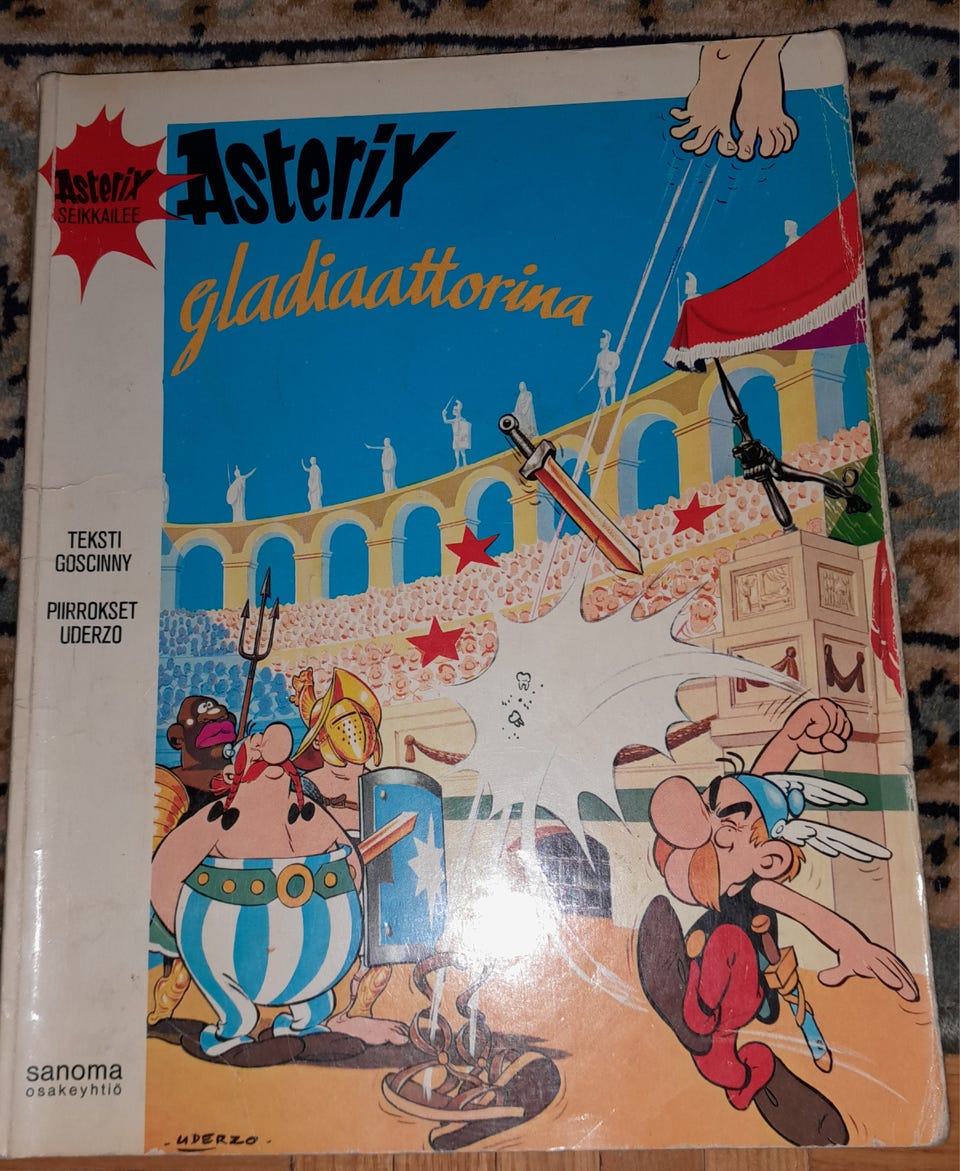 Asterix
SEIKKAILEE
Asterix
gladiaattorina
TEKSTI
GOSCINNY
PIIRROKSET
UDERZO
sanoma
osakeyhtiö
- UDERZO -